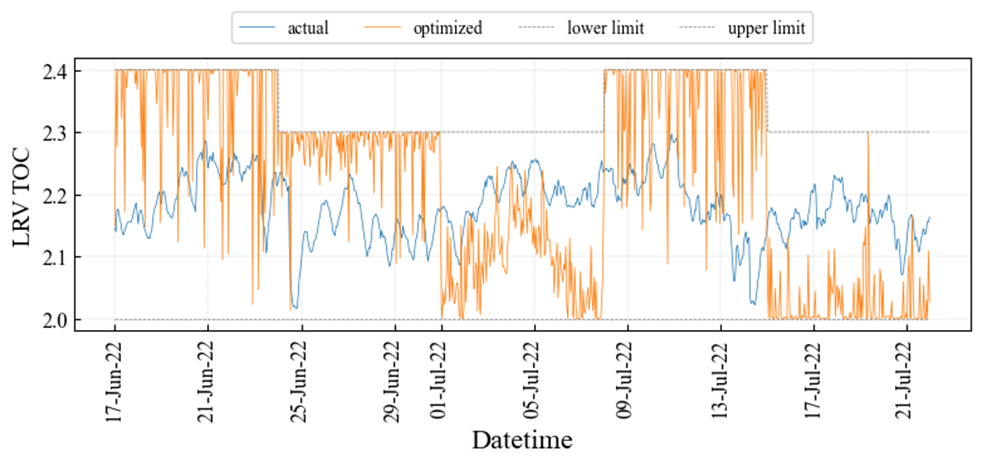 actual optimized lower limit upper limit
2.4
2.3
2.2
2.1
2.0
LRV TOC
17-Jun-22 21-Jun-22 25-Jun-22 29-Jun-22 01-Jul-22 05-Jul-22 09-Jul-22 13-Jul-22 17-Jul-22 21-Jul-22
Datetime